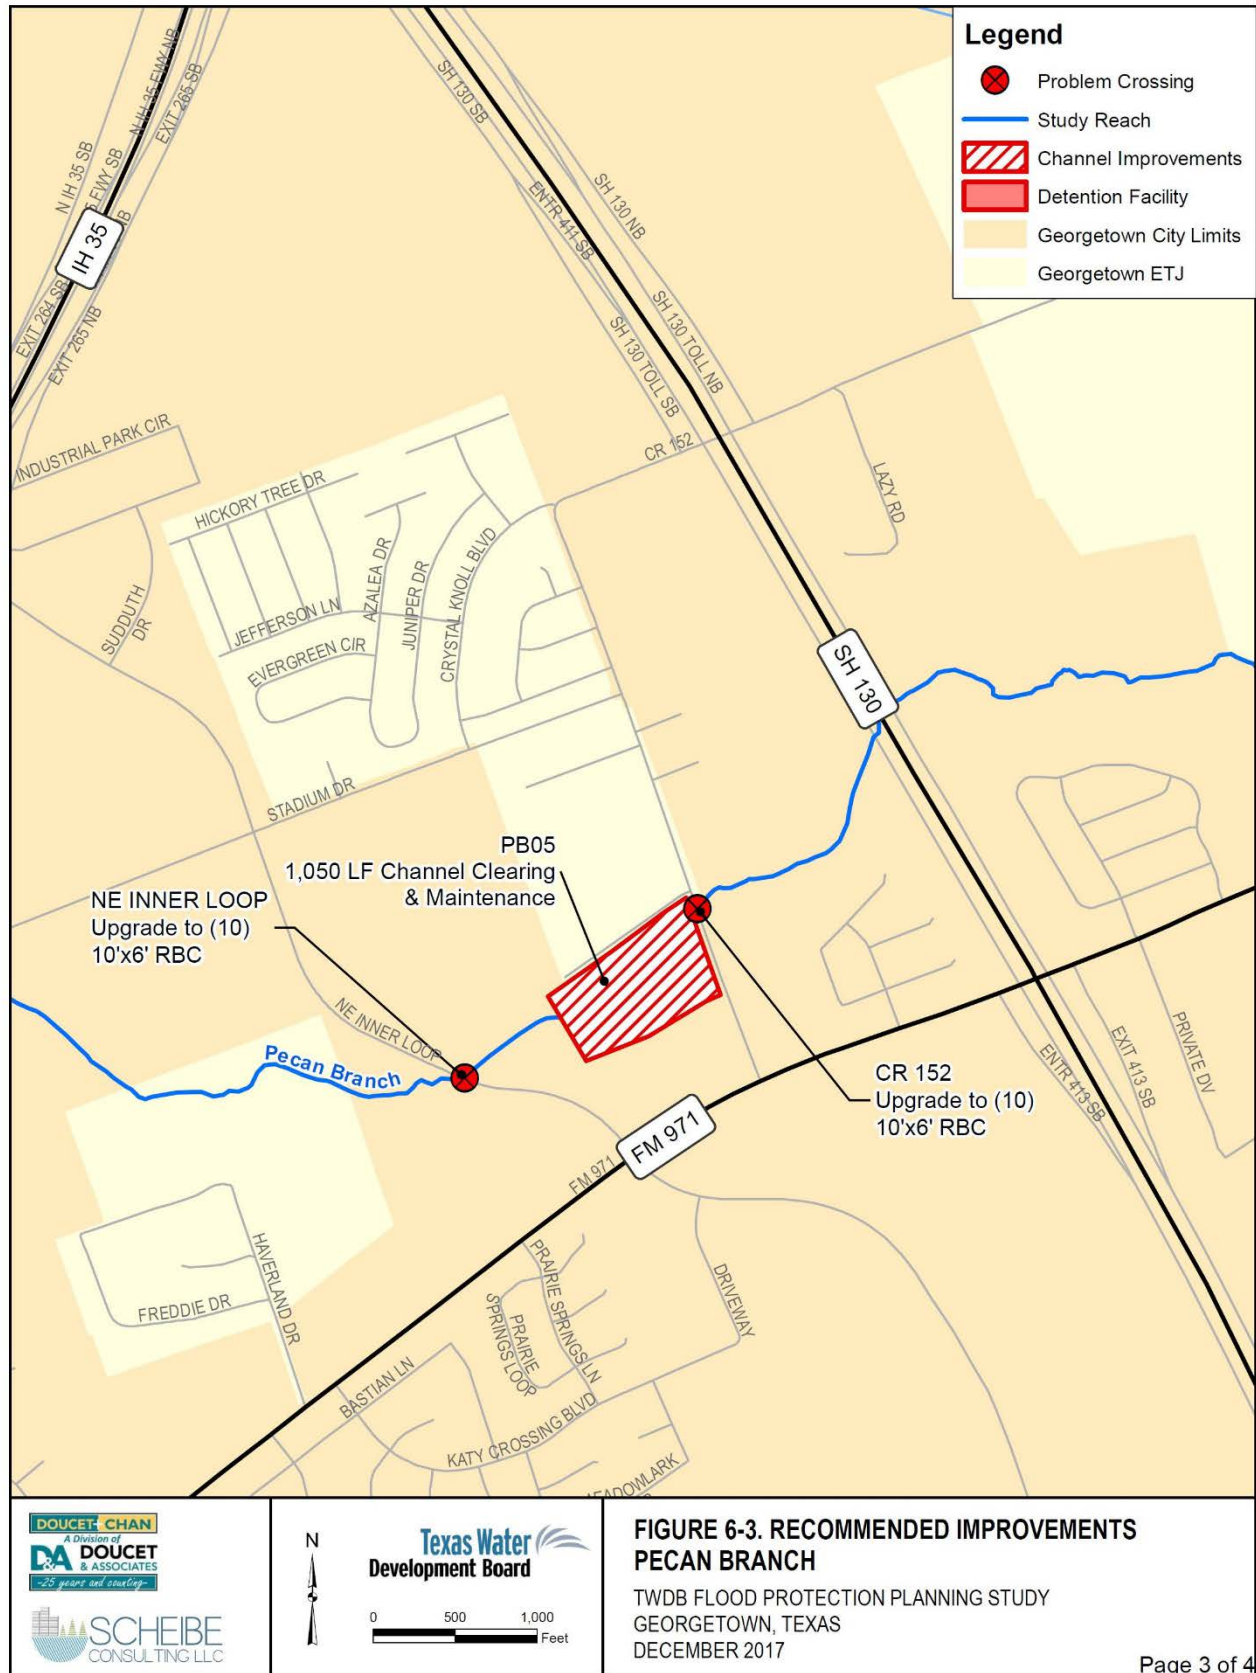 Legend
Problem Crossing
Study Reach
Channel Improvements
Detention Facility
Georgetown City Limits
Georgetown ETJ
N IH 35 FWY NB
EXIT 265 SB
N IH 35 SB
FWY SB
IH 35
EXIT 264 SB
EXIT 265 NB
SH 130 SB
ENTR 411 SB
SH 130 NB
SH 130 TOLL NB
SH 130 TOLL SB
INDUSTRIAL PARK CIR
CR 152
LAZY RD
HICKORY TREE DR
AZALEA DR
JUNIPER DR
CRYSTAL KNOLL BLVD
SUDDUTH
DR
JEFFERSON LN
EVERGREEN CIR
SH 130
STADIUM DR
PB05
1,050 LF Channel Clearing
& Maintenance
NE INNER LOOP
Upgrade to (10)
10'x6' RBC
NE INNER LOOP
Pecan Branch
CR 152
Upgrade to (10)
10'x6' RBC
PRIVATE DV
EXIT 413 SB
ENTR 413 SB
FM 971
FM 971
HAVERLAND DR
FREDDIE DR
PRAIRIE SPRINGS LN
PRAIRIE
SPRINGS LOOP
DRIVEWAY
BASTIAN LN
KATY CROSSING BLVD
DOUCET+CHAN
A Division of
D&A DOUCET
& ASSOCIATES
-25 years and counting-
SCHEIBE
CONSULTING LLC
N
Texas Water
Development Board
0 500 1,000
Feet
FIGURE 6-3. RECOMMENDED IMPROVEMENTS
PECAN BRANCH
TWDB FLOOD PROTECTION PLANNING STUDY
GEORGETOWN, TEXAS
DECEMBER 2017
Page 3 of 4